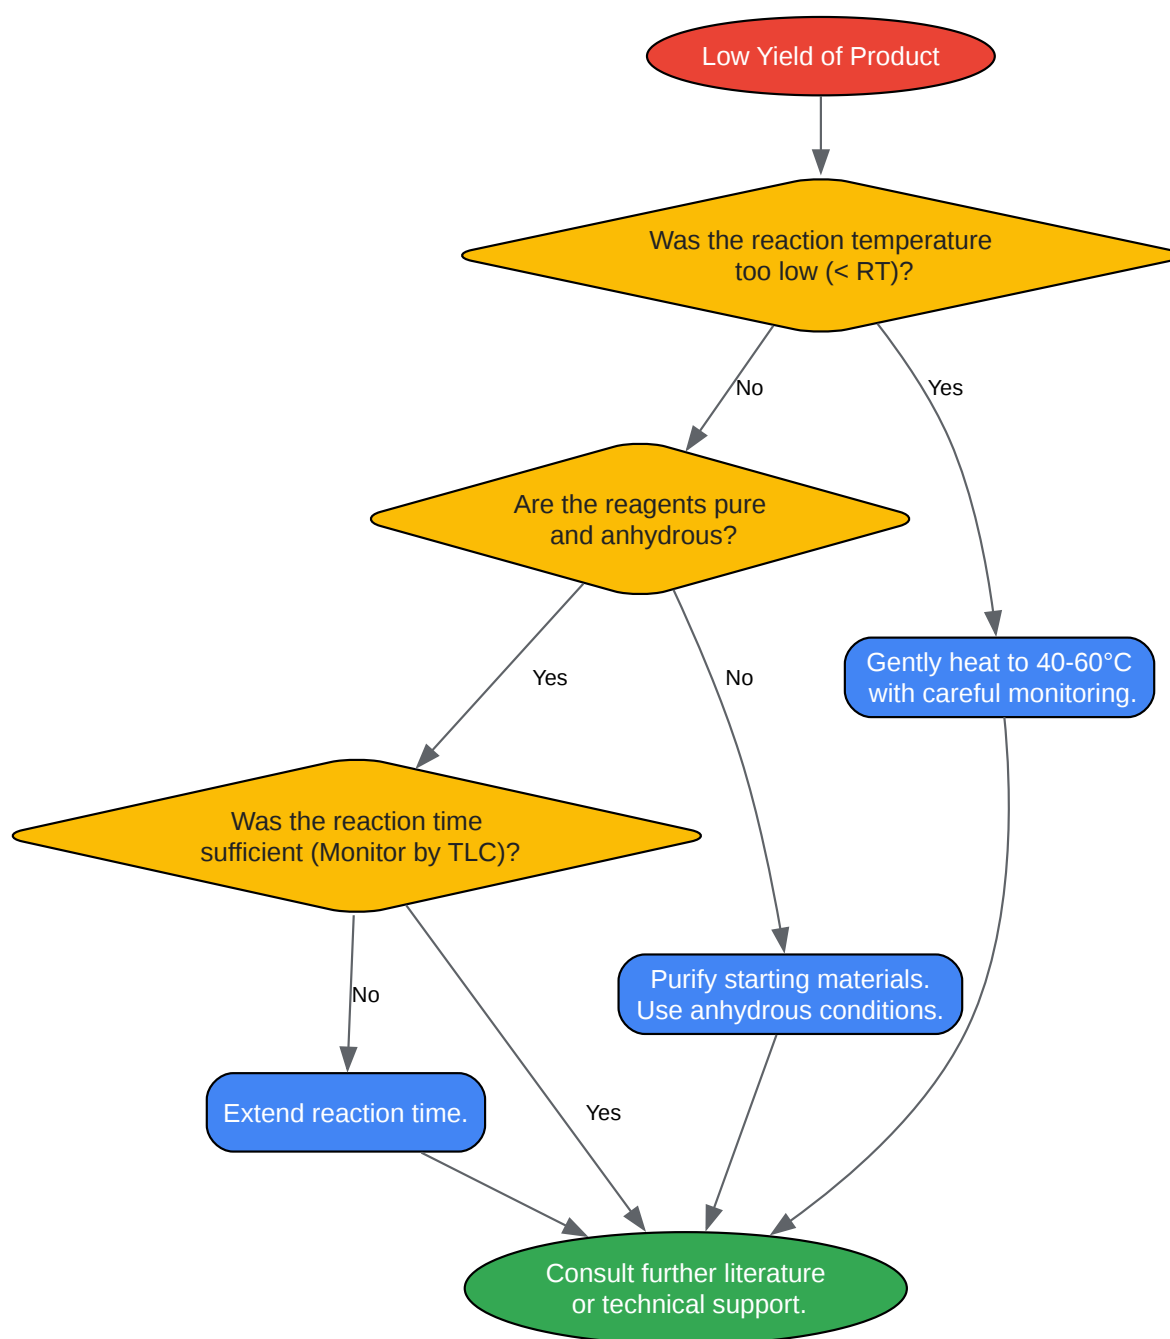 Low Yield of Product
Was the reaction temperature
too low (< RT)?
No
Yes
Are the reagents pure
and anhydrous?
Yes
No
Gently heat to 40-60°C
with careful monitoring.
Was the reaction time
sufficient (Monitor by TLC)?
No
Yes
Purify starting materials.
Use anhydrous conditions.
Extend reaction time.
Consult further literature
or technical support.